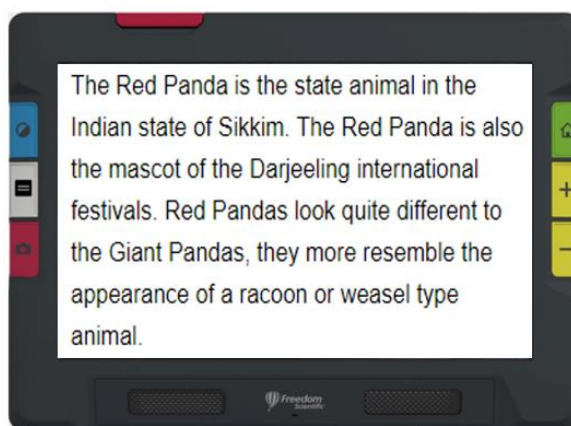 The Red Panda is the state animal in the
Indian state of Sikkim. The Red Panda is also
the mascot of the Darjeeling international
festivals. Red Pandas look quite different to
the Giant Pandas, they more resemble the
appearance of a racoon or weasel type
animal.
Freedom
Scientific